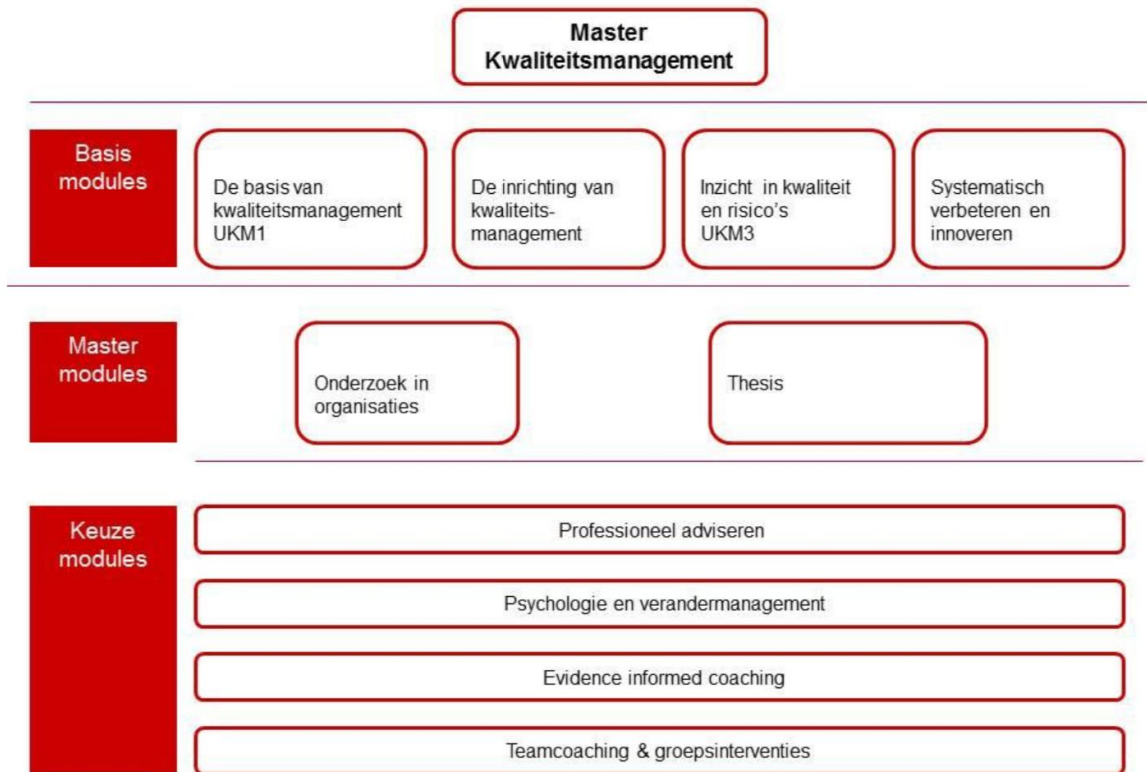 Master
Kwaliteitsmanagement
Basis
modules
De basis van
kwaliteitsmanagement
UKM1
De inrichting van
kwaliteits-
management
Inzicht in kwaliteit
en risico's
UKM3
Systematisch
verbeteren en
innoveren
Master
modules
Onderzoek in
organisaties
Thesis
Keuze
modules
Professioneel adviseren
Psychologie en verandermanagement
Evidence informed coaching
Teamcoaching & groepsinterventies